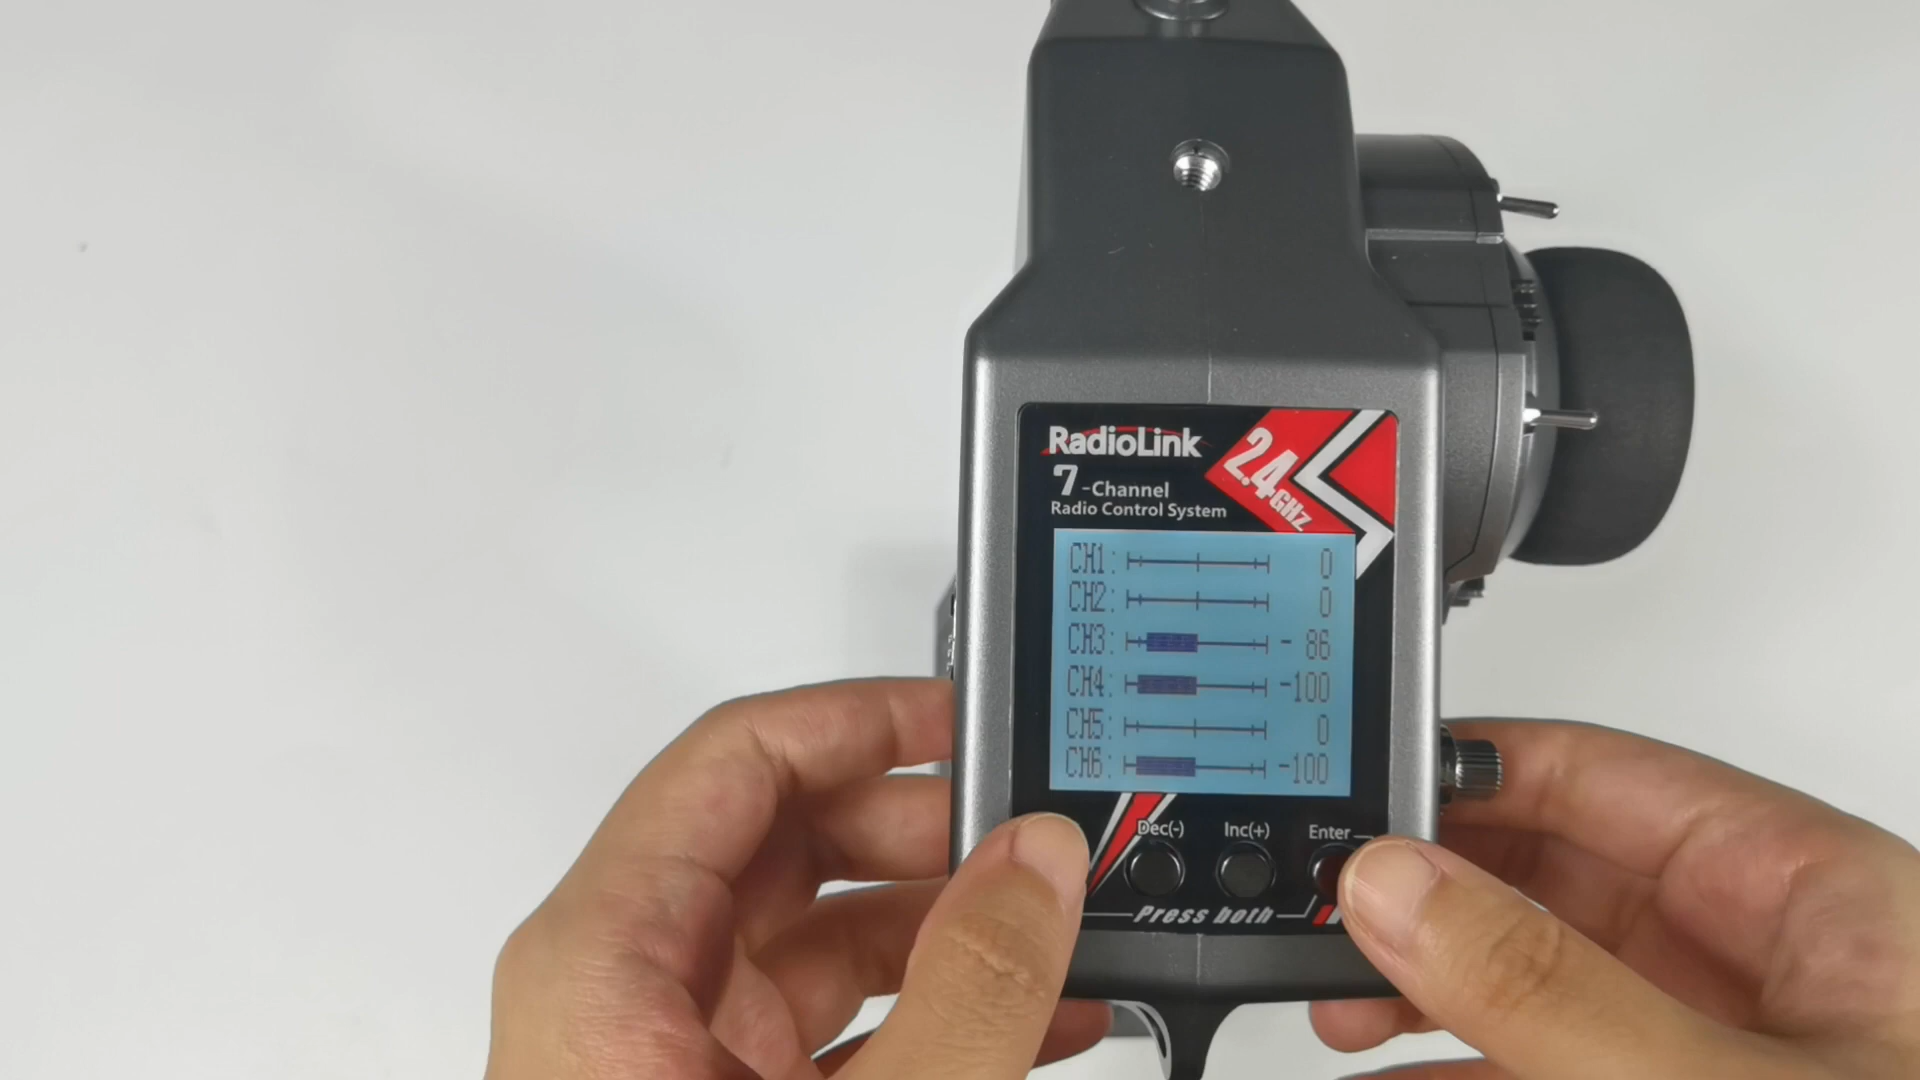 RadioLink
7-Channel
Radio Control System
2.4GHz
CH1: 0
CH2: 0
CH3: - 86
CH4: -100
CH5: 0
CH6: -100
Dec(-) Inc(+) Enter
Press both